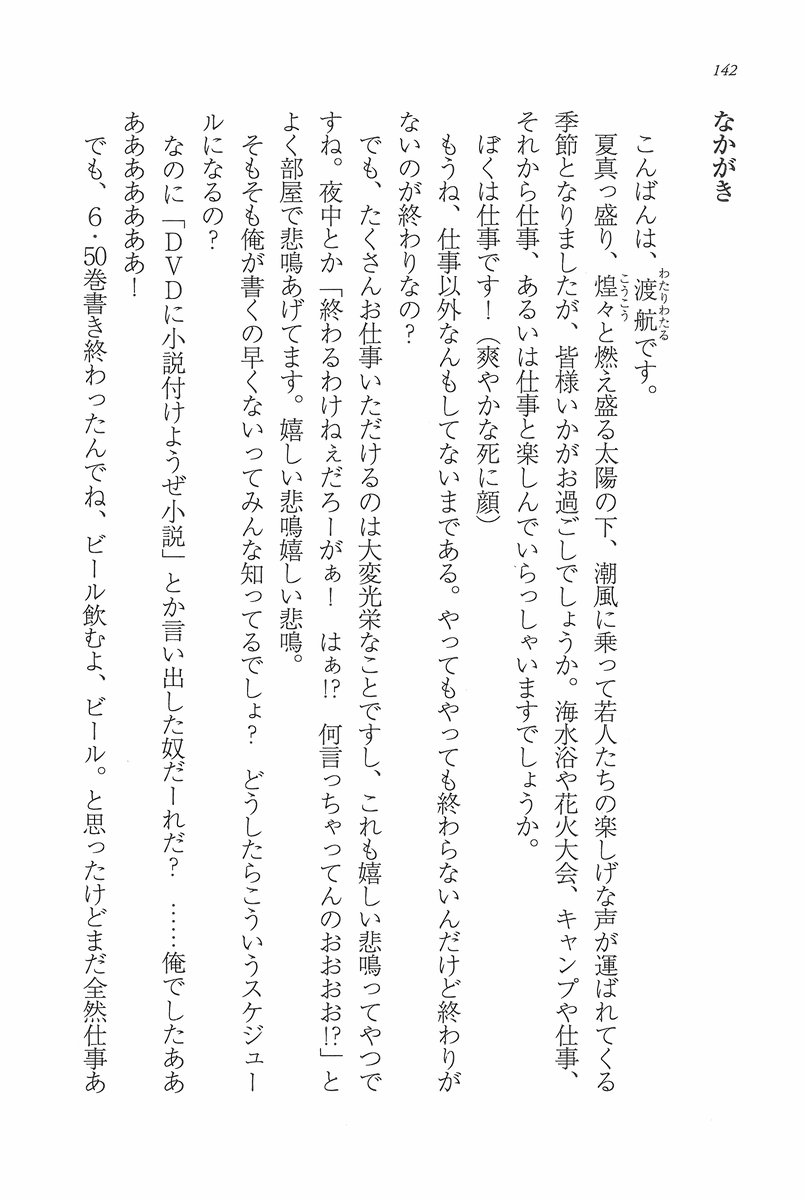 142
なかがき
こんばんは、渡航です。
夏真っ盛り、煌々と燃え盛る太陽の下、潮風に乗って若人たちの楽しげな声が運ばれてくる
季節となりましたが、皆様いかがお過ごしでしょうか。海水浴や花火大会、キャンプや仕事、
それから仕事、あるいは仕事と楽しんでいらっしゃいますでしょうか。
ぼくは仕事です！（爽やかな死に顔）
もうね、仕事以外なんもしてないまである。やってもやっても終わらないんだけど終わりが
ないのが終わりなの？
でも、たくさんお仕事いただけるのは大変光栄なことですし、これも嬉しい悲鳴ってやつで
すね。夜中とか「終わるわけねぇだろーがぁ！　はぁ!?　何言っちゃってんのおおおお!?」と
よく部屋で悲鳴あげてます。嬉しい悲鳴嬉しい悲鳴。
そもそも俺が書くの早くないってみんな知ってるでしょ？　どうしたらこういうスケジュー
ルになるの？
なのに「ＤＶＤに小説付けようぜ小説」とか言い出した奴だーれだ？　……俺でしたああ
ああああああああ！
でも、６・50巻書き終わったんでね、ビール飲むよ、ビール。と思ったけどまだ全然仕事あ
わたりわたる
こうこう